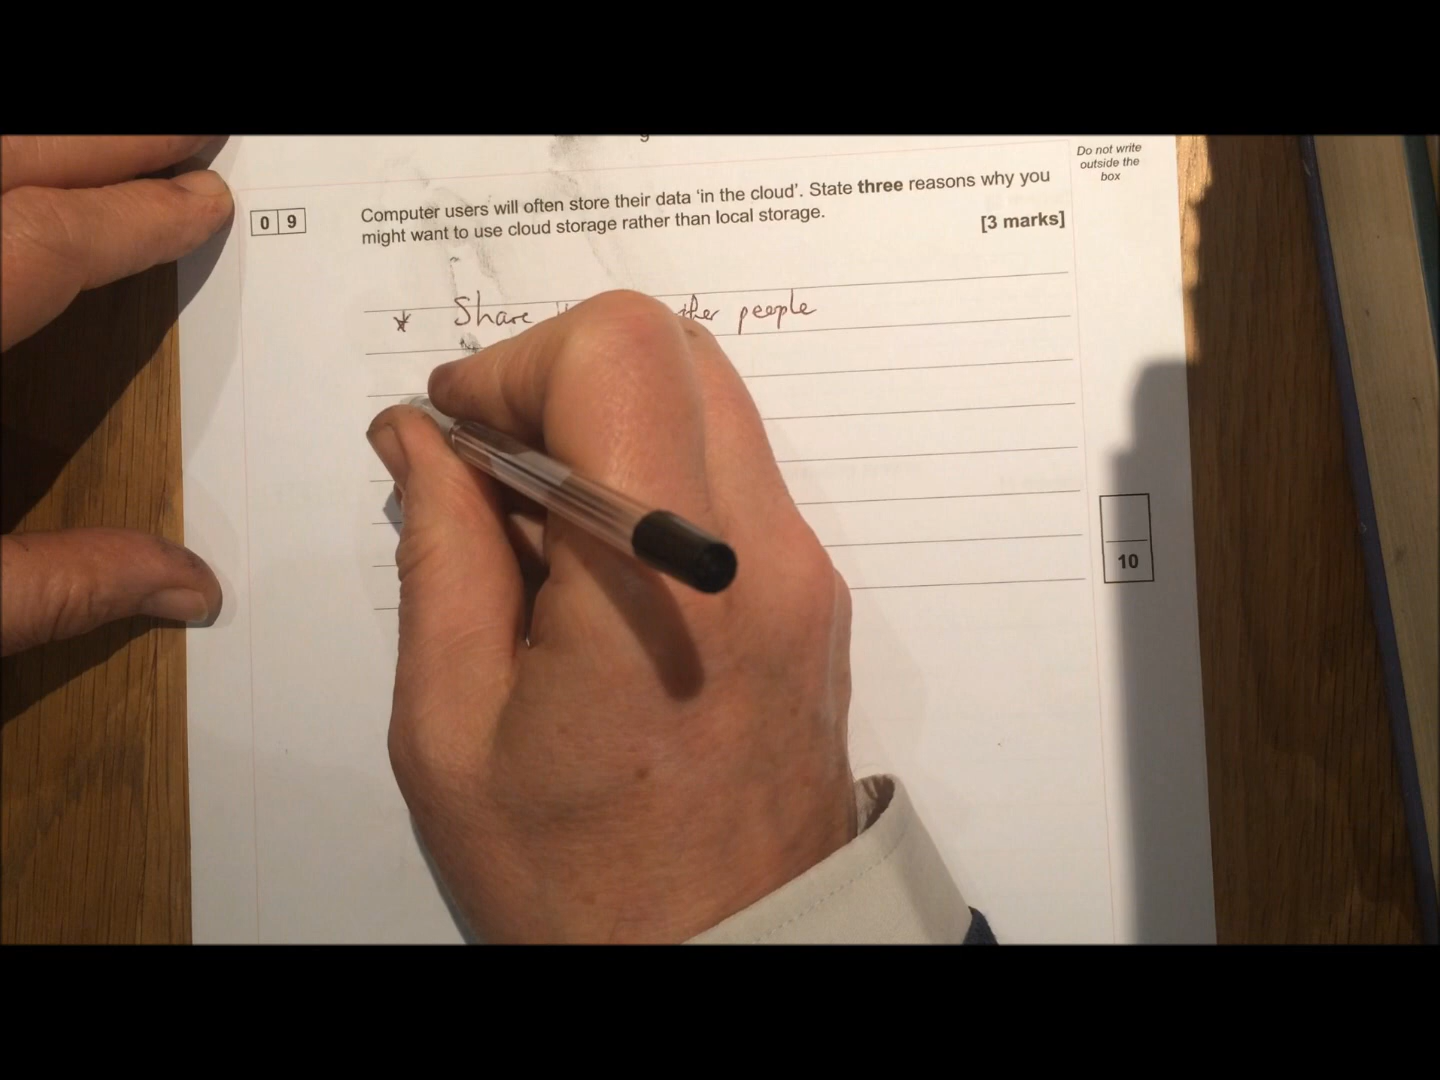 Do not write
outside the
box
0 9
Computer users will often store their data ‘in the cloud’. State three reasons why you
might want to use cloud storage rather than local storage.
[3 marks]
* Share people
10